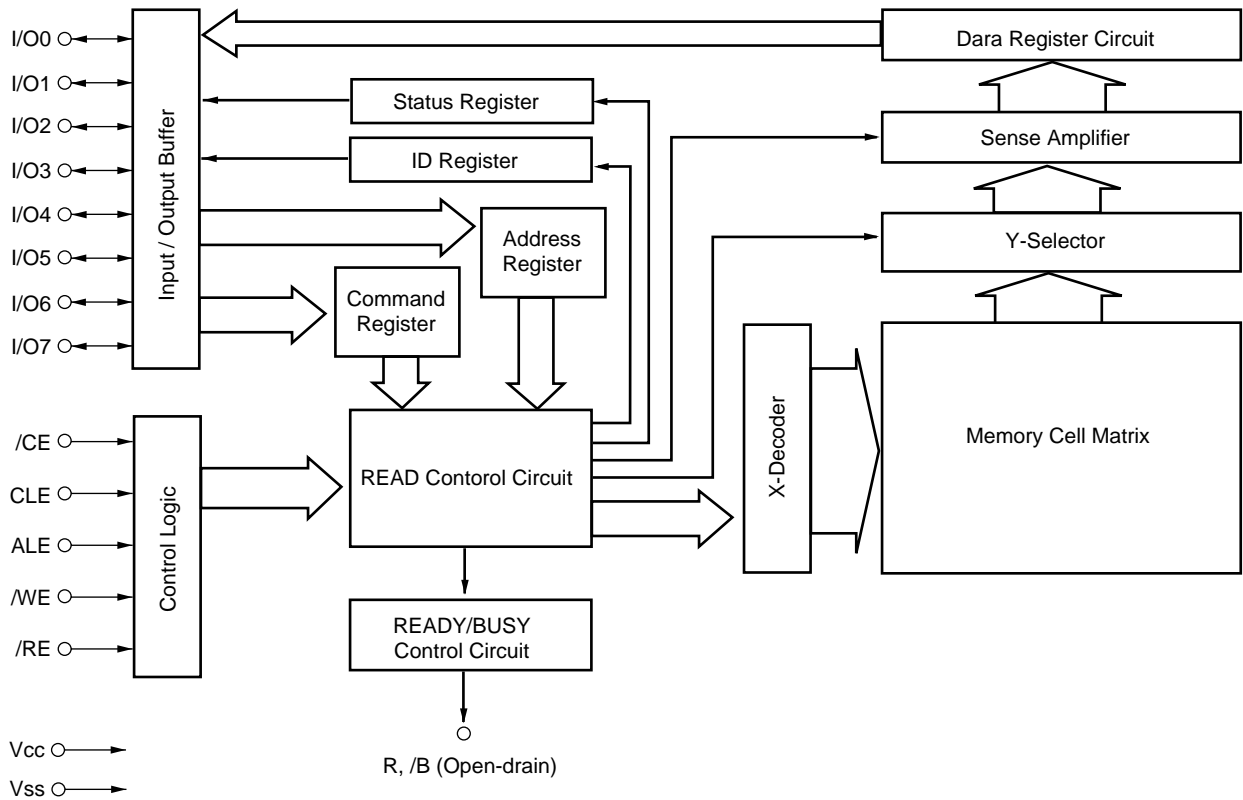 I/O0
I/O1
I/O2
I/O3
I/O4
I/O5
I/O6
I/O7
Input / Output Buffer
Dara Register Circuit
Status Register
ID Register
Sense Amplifier
Address
Register
Y-Selector
Command
Register
/CE
CLE
ALE
/WE
/RE
Control Logic
READ Contorol Circuit
X-Decoder
Memory Cell Matrix
READY/BUSY
Control Circuit
R, /B (Open-drain)
Vcc
Vss